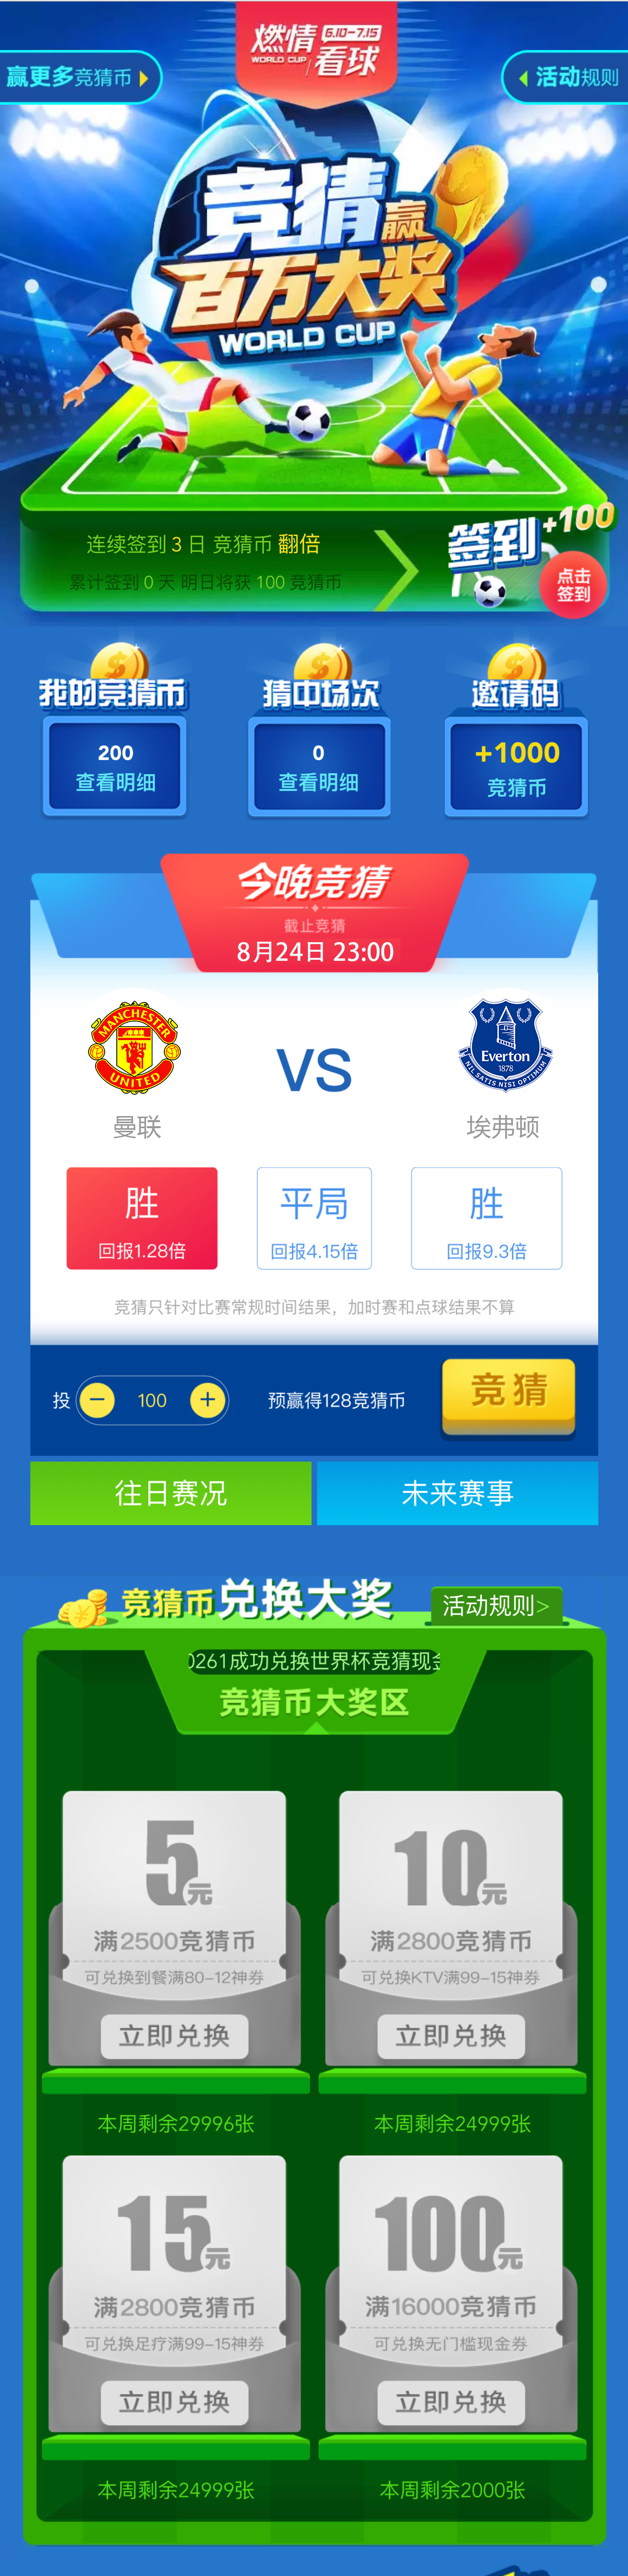 燃情
6.10-7.15
WORLD CUP
看球
赢更多竞猜币
活动规则
竞猜赢
百万大奖
WORLD CUP
连续签到 3 日 竞猜币 翻倍
累计签到 0 天 明日将获 100 竞猜币
签到+100
点击
签到
我的竞猜币
猜中场次
邀请码
200
0
+1000
查看明细
查看明细
竞猜币
今晚竞猜
截止竞猜
8月24日 23:00
MANCHESTER
UNITED
VS
Everton
1878
NIL SATIS NISI OPTIMUM
曼联
埃弗顿
胜
平局
胜
回报1.28倍
回报4.15倍
回报9.3倍
竞猜只针对比赛常规时间结果，加时赛和点球结果不算
投
−
100
+
预赢得128竞猜币
竞猜
往日赛况
未来赛事
竞猜币兑换大奖
活动规则>
0261成功兑换世界杯竞猜现金
竞猜币大奖区
5元
10元
满2500竞猜币
满2800竞猜币
可兑换到餐满80-12神券
可兑换KTV满99-15神券
立即兑换
立即兑换
本周剩余29996张
本周剩余24999张
15元
100元
满2800竞猜币
满16000竞猜币
可兑换足疗满99-15神券
可兑换无门槛现金券
立即兑换
立即兑换
本周剩余24999张
本周剩余2000张